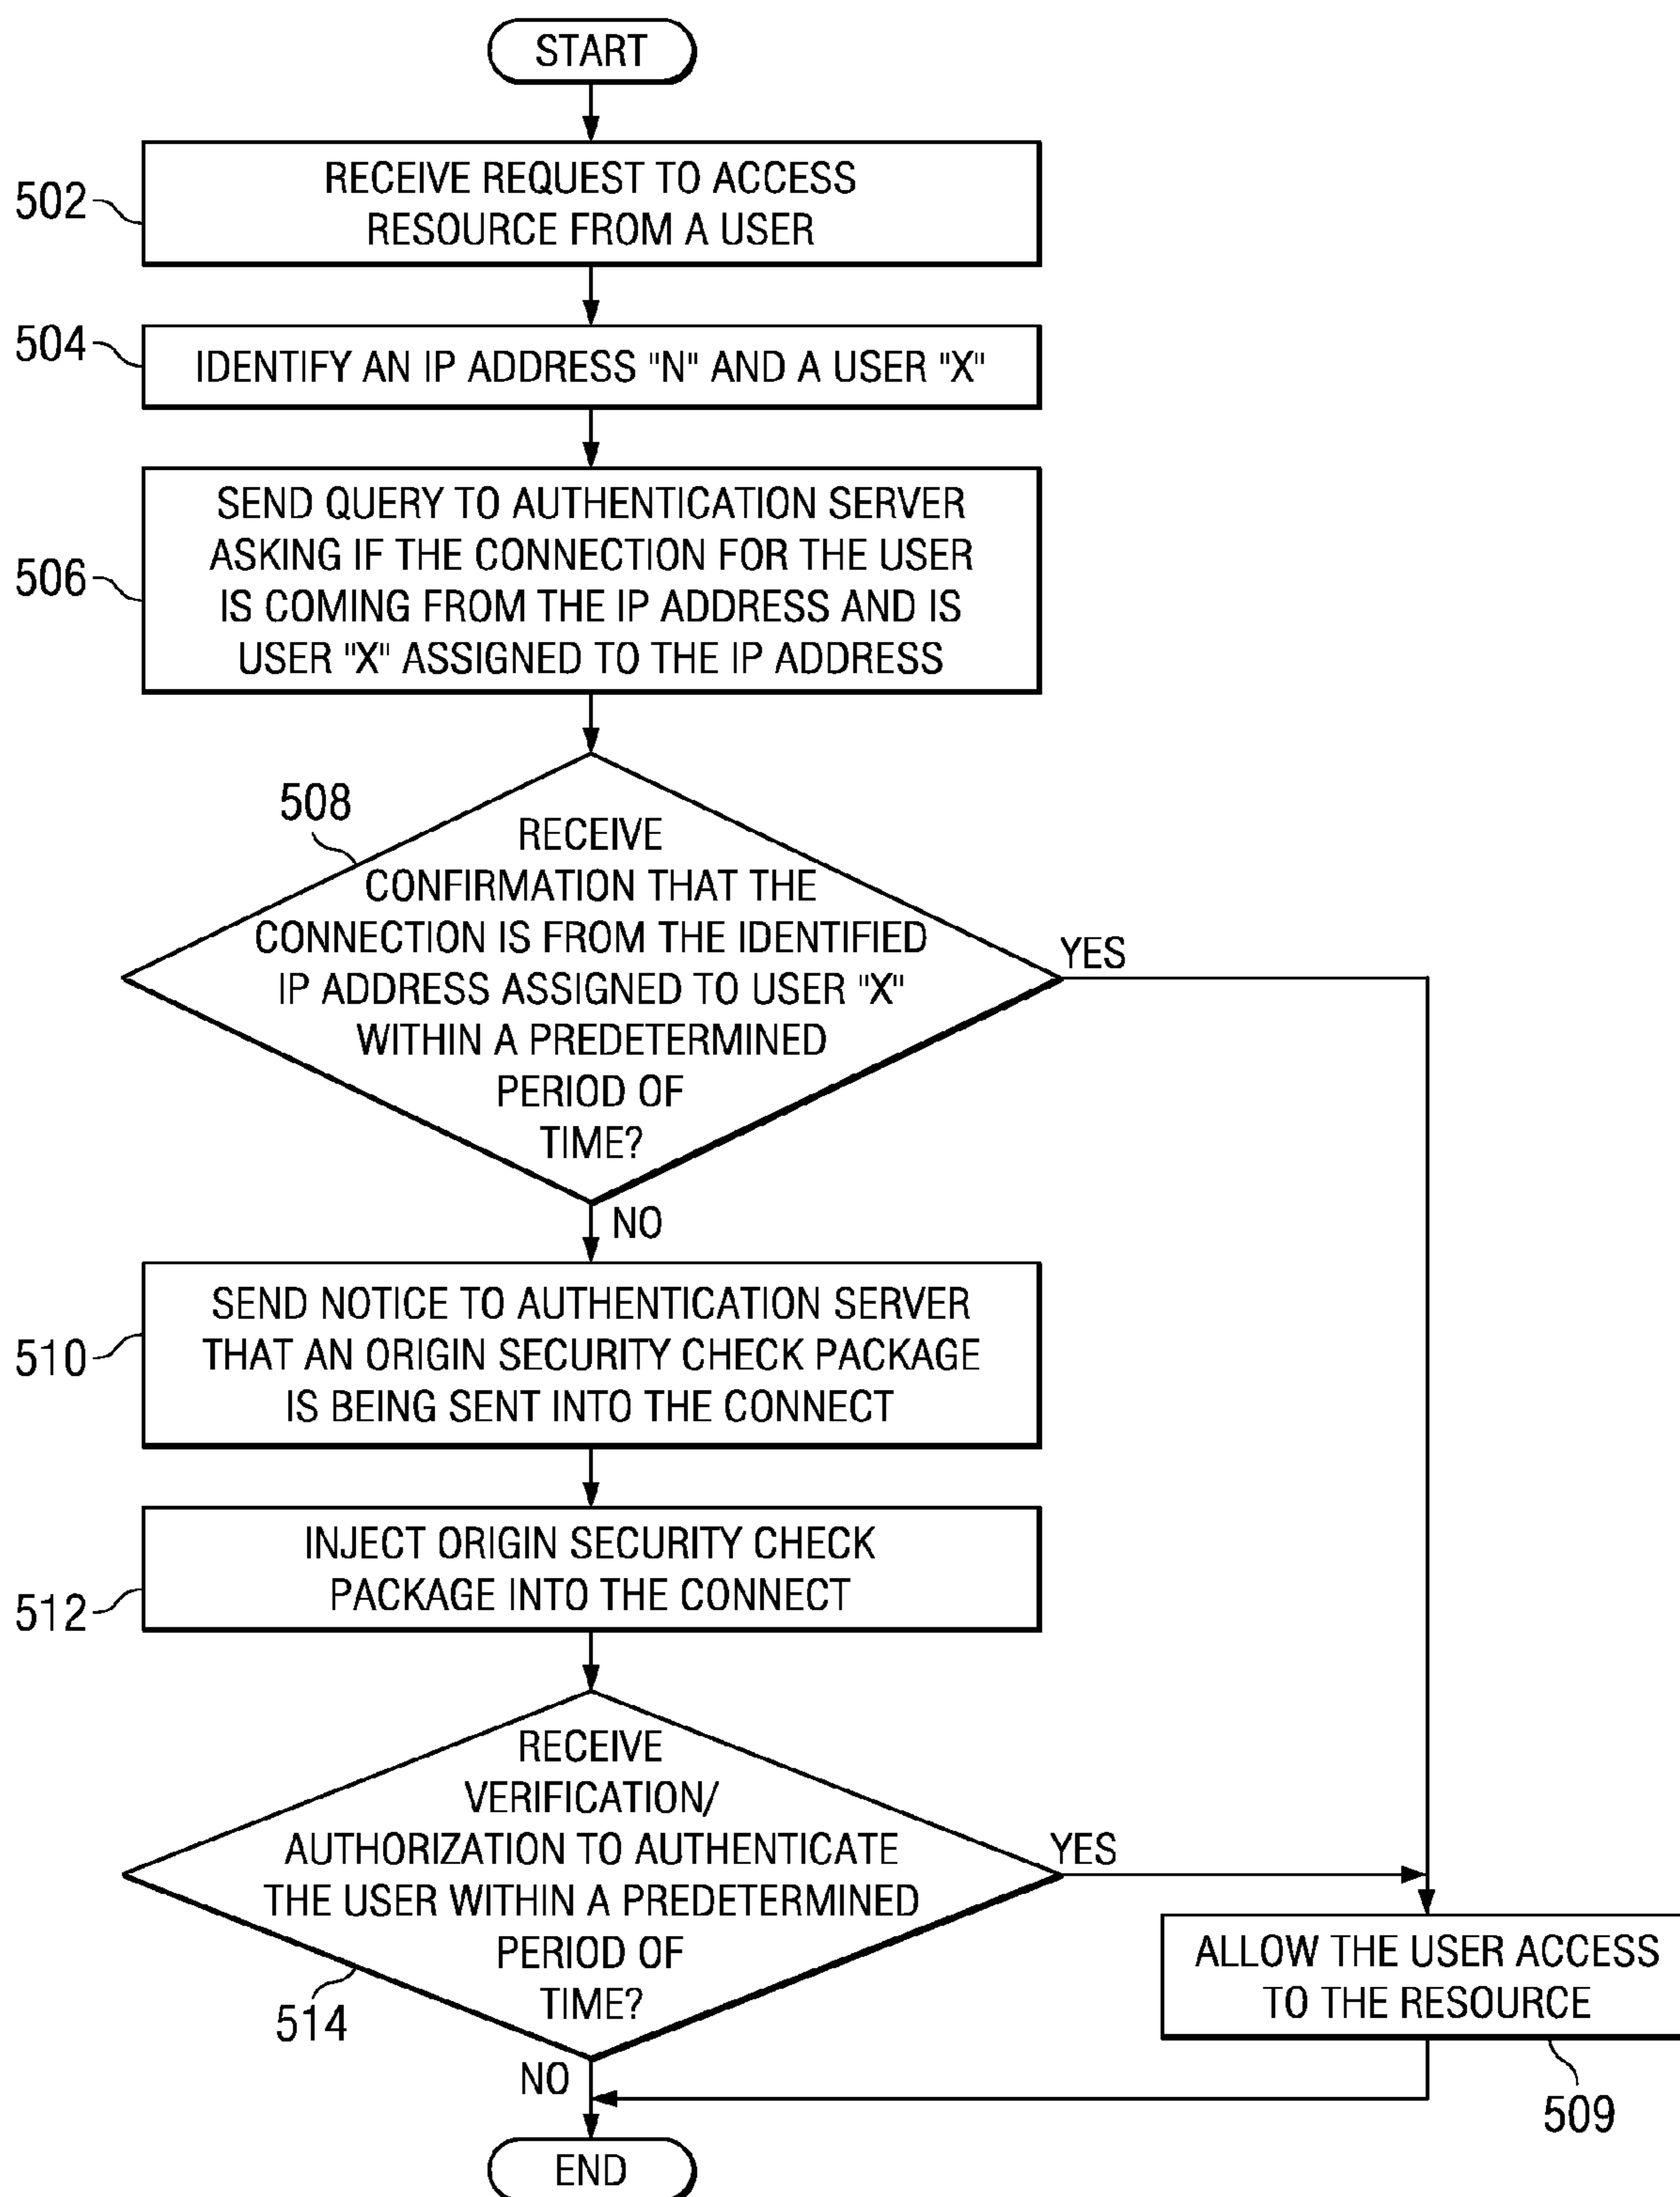 START
502
RECEIVE REQUEST TO ACCESS
RESOURCE FROM A USER
504
IDENTIFY AN IP ADDRESS "N" AND A USER "X"
506
SEND QUERY TO AUTHENTICATION SERVER
ASKING IF THE CONNECTION FOR THE USER
IS COMING FROM THE IP ADDRESS AND IS
USER "X" ASSIGNED TO THE IP ADDRESS
508
RECEIVE
CONFIRMATION THAT THE
CONNECTION IS FROM THE IDENTIFIED
IP ADDRESS ASSIGNED TO USER "X"
WITHIN A PREDETERMINED
PERIOD OF
TIME?
YES
NO
510
SEND NOTICE TO AUTHENTICATION SERVER
THAT AN ORIGIN SECURITY CHECK PACKAGE
IS BEING SENT INTO THE CONNECT
512
INJECT ORIGIN SECURITY CHECK
PACKAGE INTO THE CONNECT
RECEIVE
VERIFICATION/
AUTHORIZATION TO AUTHENTICATE
THE USER WITHIN A PREDETERMINED
PERIOD OF
TIME?
514
YES
NO
ALLOW THE USER ACCESS
TO THE RESOURCE
509
END